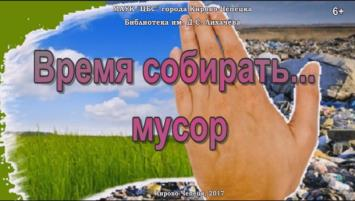 МАУК "ЦБС" города Кирово-Чепецка
Библиотека им. Д.С. Лихачева
6+
Время собирать...
мусор
Кирово-Чепецк, 2017